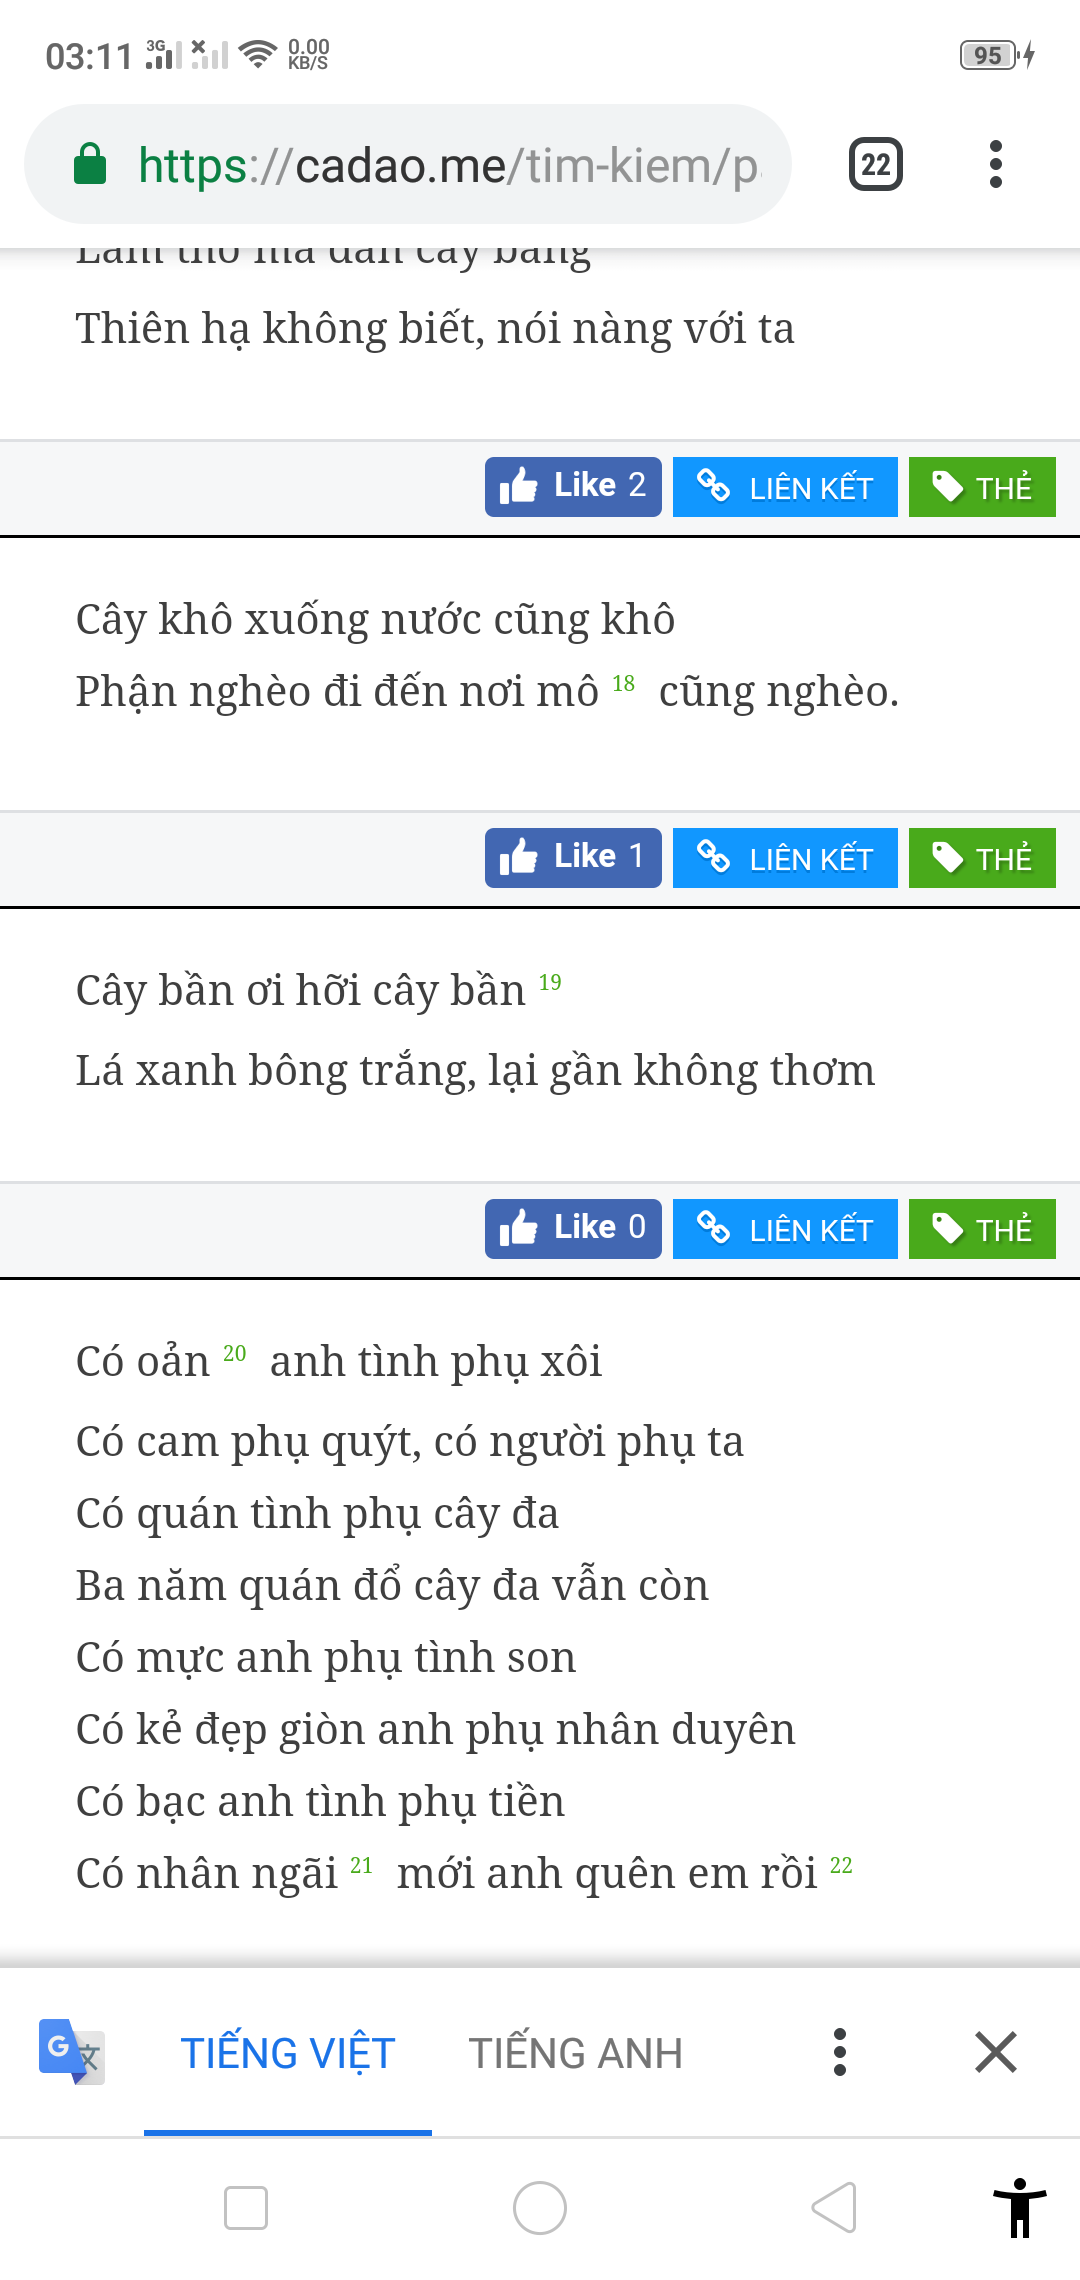 03:11 3G 0.00 KB/S 95
https://cadao.me/tim-kiem/p 22
Thiên hạ không biết, nói nàng với ta
Like 2 LIÊN KẾT THẺ
Cây khô xuống nước cũng khô
Phận nghèo đi đến nơi mô 18 cũng nghèo.
Like 1 LIÊN KẾT THẺ
Cây bần ơi hỡi cây bần 19
Lá xanh bông trắng, lại gần không thơm
Like 0 LIÊN KẾT THẺ
Có oản 20 anh tình phụ xôi
Có cam phụ quýt, có người phụ ta
Có quán tình phụ cây đa
Ba năm quán đổ cây đa vẫn còn
Có mực anh phụ tình son
Có kẻ đẹp giòn anh phụ nhân duyên
Có bạc anh tình phụ tiền
Có nhân ngãi 21 mới anh quên em rồi 22
G 文 TIẾNG VIỆT TIẾNG ANH